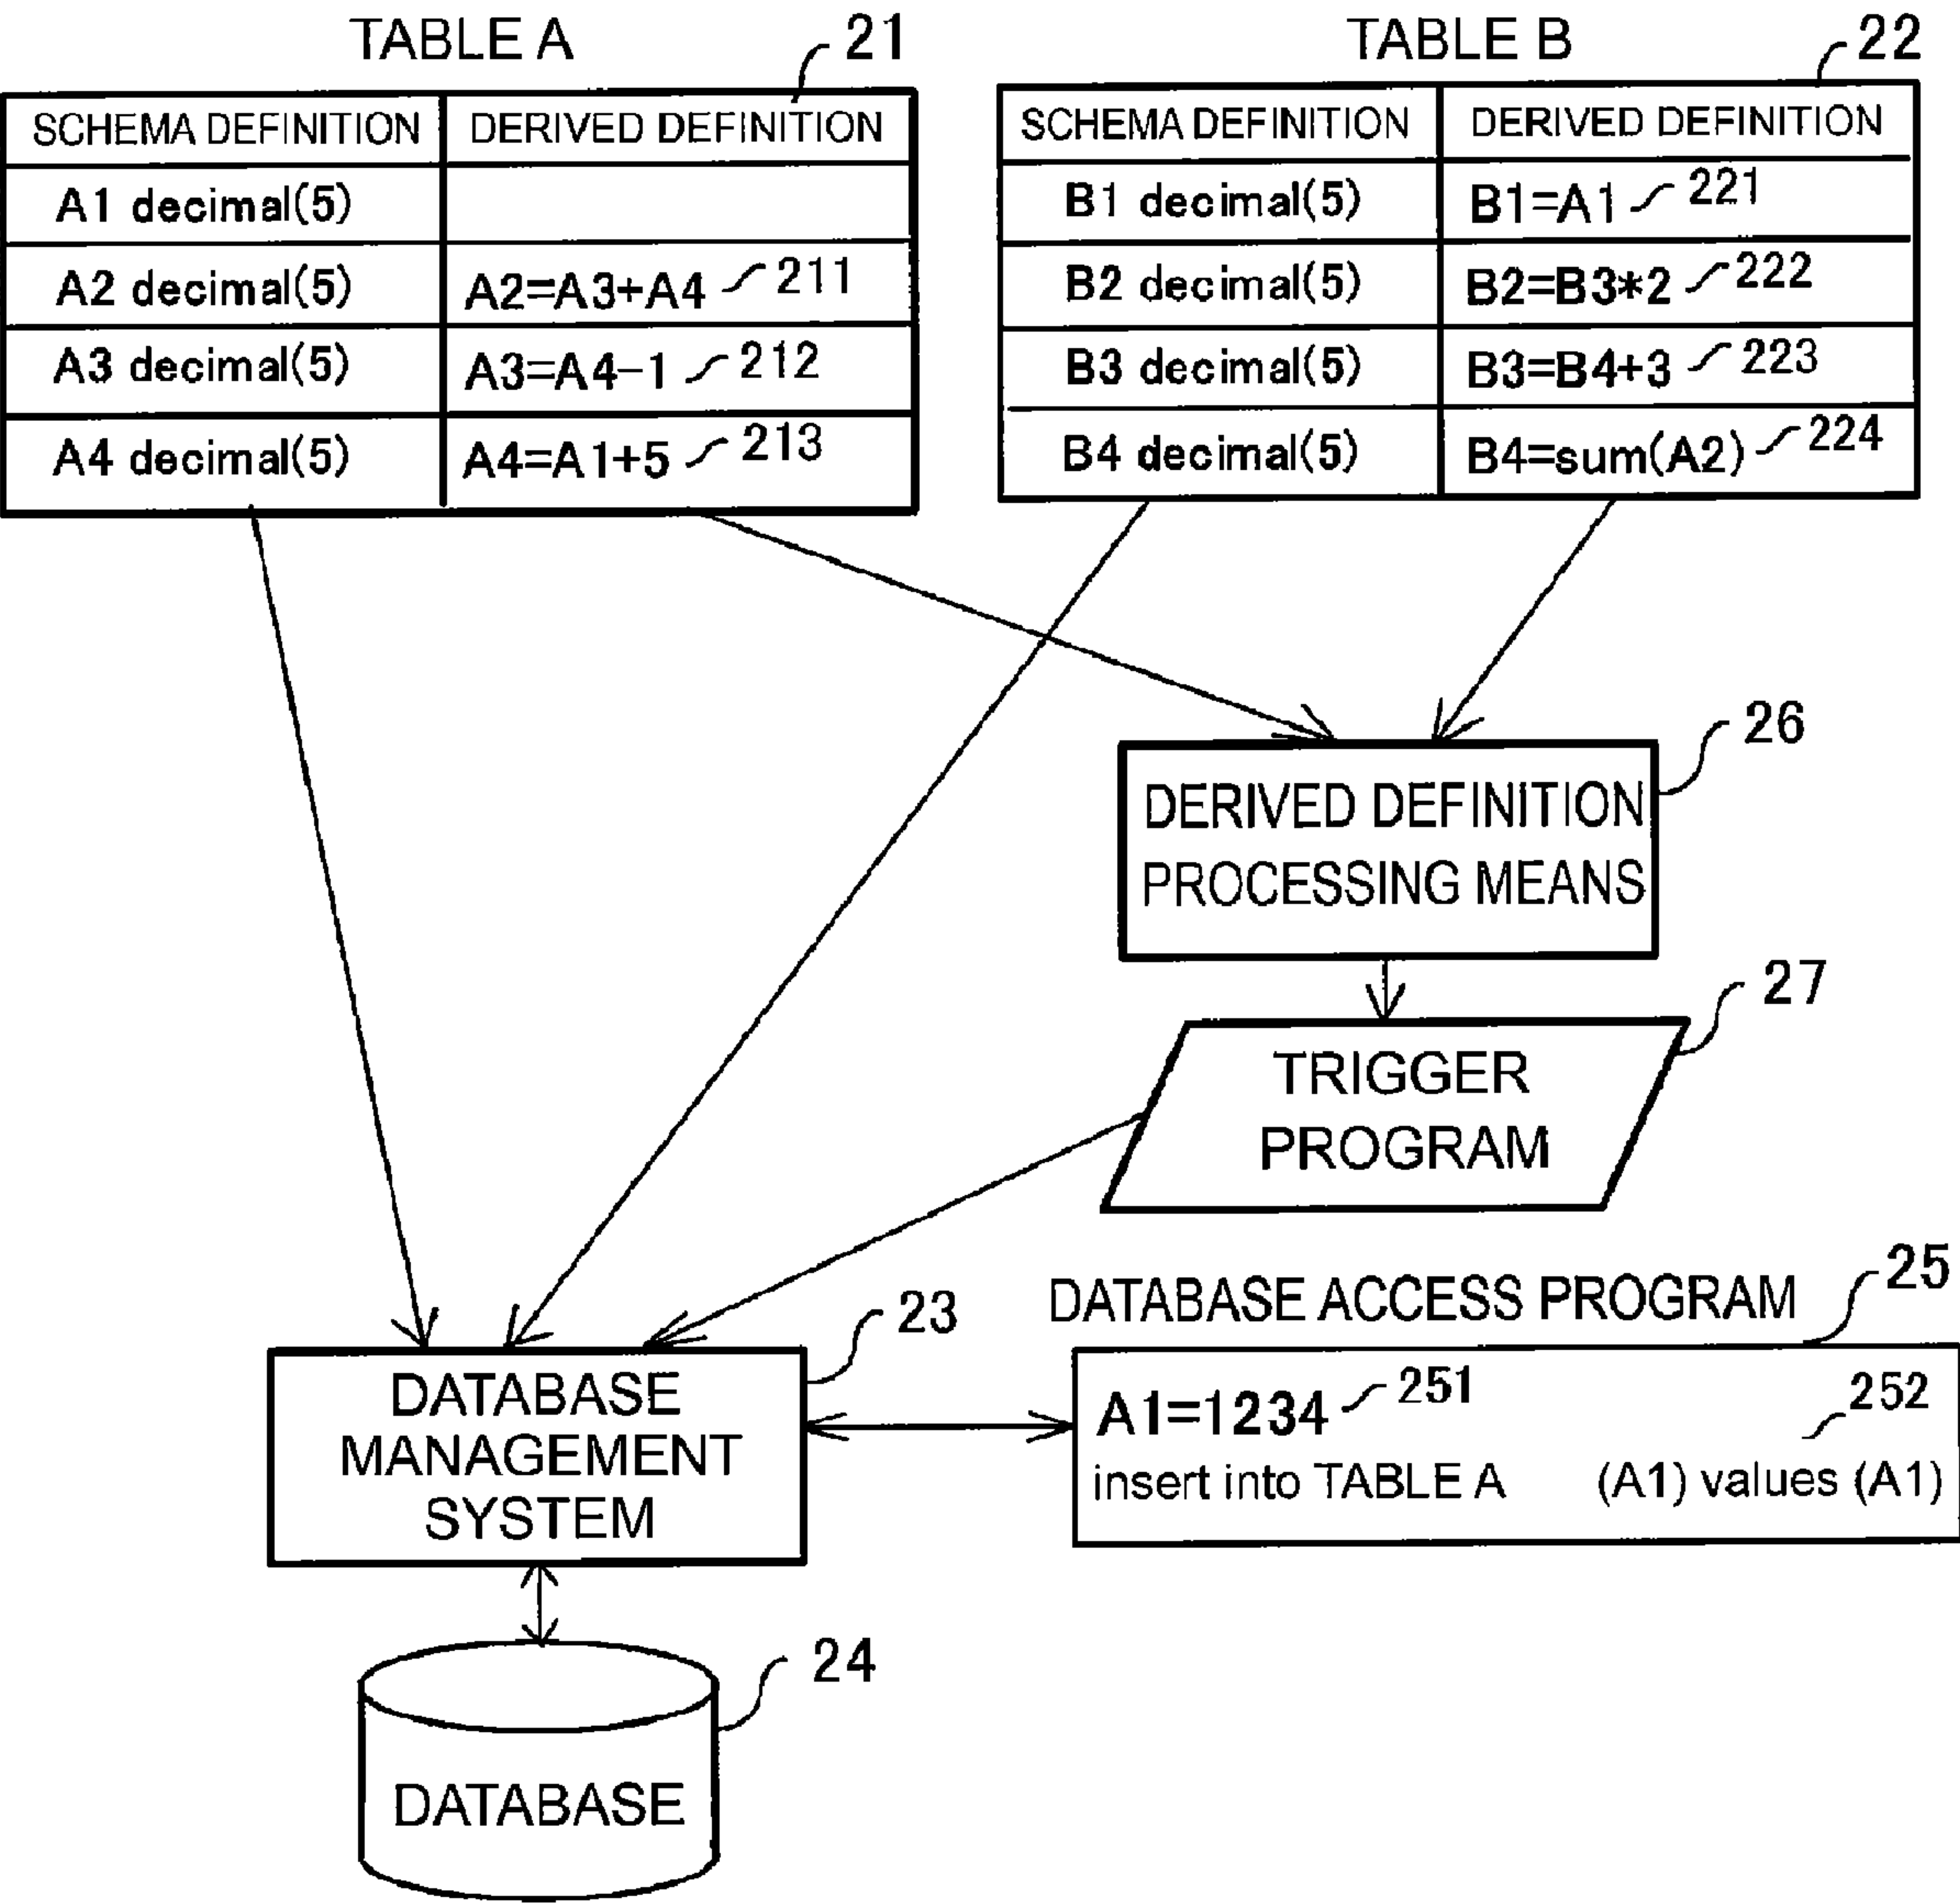 TABLE A
21
SCHEMA DEFINITION DERIVED DEFINITION
A1 decimal(5)
A2 decimal(5) A2=A3+A4 211
A3 decimal(5) A3=A4-1 212
A4 decimal(5) A4=A1+5 213
TABLE B
22
SCHEMA DEFINITION DERIVED DEFINITION
B1 decimal(5) B1=A1 221
B2 decimal(5) B2=B3*2 222
B3 decimal(5) B3=B4+3 223
B4 decimal(5) B4=sum(A2) 224
26
DERIVED DEFINITION
PROCESSING MEANS
27
TRIGGER
PROGRAM
23
DATABASE
MANAGEMENT
SYSTEM
DATABASE ACCESS PROGRAM
25
A1=1234 251
252
insert into TABLE A (A1) values (A1)
24
DATABASE